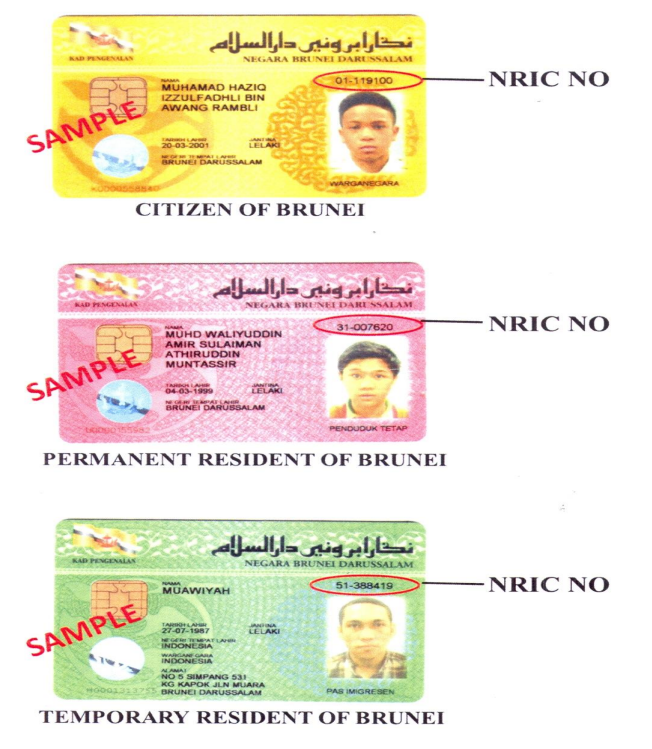 نݢارا بروني دارالسلام
KAD PENGENALAN
NEGARA BRUNEI DARUSSALAM
NAMA
MUHAMAD HAZIQ
IZZULFADHLI BIN
AWANG RAMBLI
01-119100
NRIC NO
SAMPLE
TARIKH LAHIR JANTINA
20-03-2001 LELAKI
NEGERI TEMPAT LAHIR
BRUNEI DARUSSALAM
WARGANEGARA
CITIZEN OF BRUNEI
نݢارا بروني دارالسلام
KAD PENGENALAN
NEGARA BRUNEI DARUSSALAM
NAMA
MUHD WALIYUDDIN
AMIR SULAIMAN
ATHIRUDDIN
MUNTASSIR
31-007620
NRIC NO
SAMPLE
TARIKH LAHIR JANTINA
04-03-1999 LELAKI
NEGERI TEMPAT LAHIR
BRUNEI DARUSSALAM
PENDUDUK TETAP
PERMANENT RESIDENT OF BRUNEI
نݢارا بروني دارالسلام
KAD PENGENALAN
NEGARA BRUNEI DARUSSALAM
NAMA
MUAWIYAH
51-388419
NRIC NO
SAMPLE
TARIKH LAHIR JANTINA
27-07-1987 LELAKI
NEGERI TEMPAT LAHIR
INDONESIA
WARGANEGARA
INDONESIA
ALAMAT
NO 5 SIMPANG 531
KG KAPOK JLN MUARA
BRUNEI DARUSSALAM
PAS IMIGRESEN
TEMPORARY RESIDENT OF BRUNEI